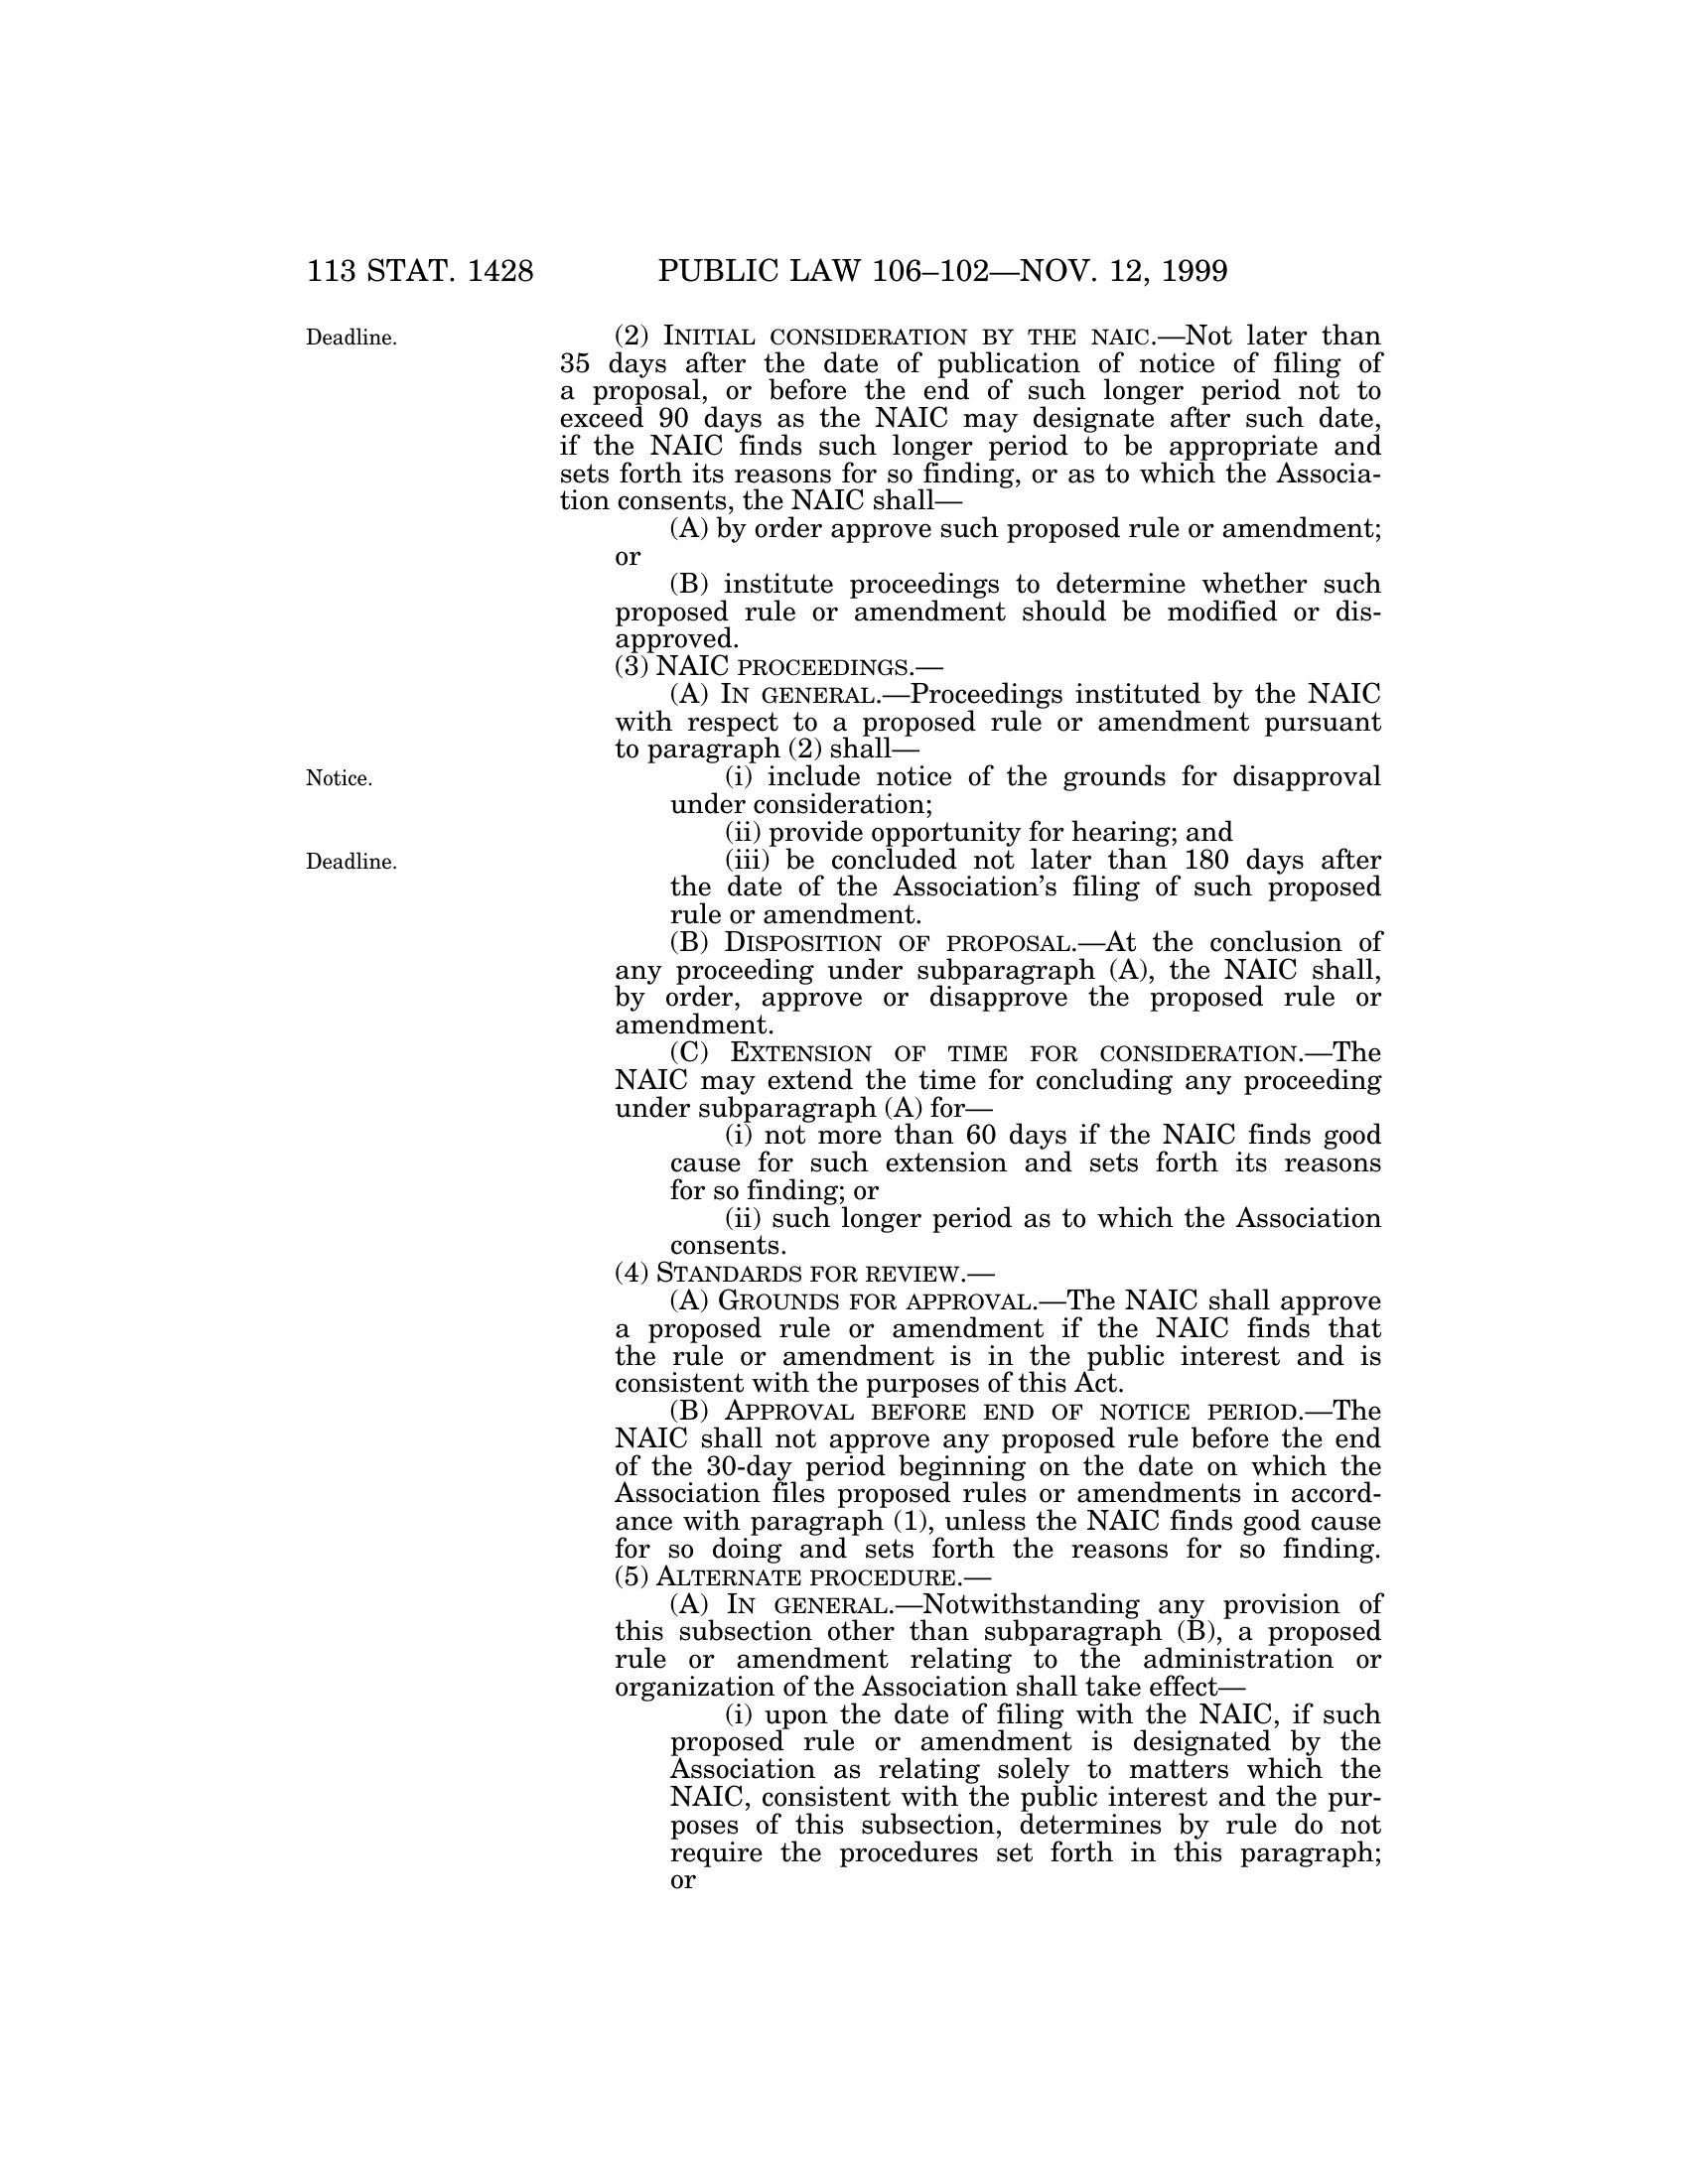 113 STAT. 1428 PUBLIC LAW 106–102—NOV. 12, 1999
Deadline.
(2) INITIAL CONSIDERATION BY THE NAIC.—Not later than
35 days after the date of publication of notice of filing of
a proposal, or before the end of such longer period not to
exceed 90 days as the NAIC may designate after such date,
if the NAIC finds such longer period to be appropriate and
sets forth its reasons for so finding, or as to which the Associa-
tion consents, the NAIC shall—
(A) by order approve such proposed rule or amendment;
or
(B) institute proceedings to determine whether such
proposed rule or amendment should be modified or dis-
approved.
(3) NAIC PROCEEDINGS.—
(A) IN GENERAL.—Proceedings instituted by the NAIC
with respect to a proposed rule or amendment pursuant
to paragraph (2) shall—
Notice.
(i) include notice of the grounds for disapproval
under consideration;
(ii) provide opportunity for hearing; and
Deadline.
(iii) be concluded not later than 180 days after
the date of the Association's filing of such proposed
rule or amendment.
(B) DISPOSITION OF PROPOSAL.—At the conclusion of
any proceeding under subparagraph (A), the NAIC shall,
by order, approve or disapprove the proposed rule or
amendment.
(C) EXTENSION OF TIME FOR CONSIDERATION.—The
NAIC may extend the time for concluding any proceeding
under subparagraph (A) for—
(i) not more than 60 days if the NAIC finds good
cause for such extension and sets forth its reasons
for so finding; or
(ii) such longer period as to which the Association
consents.
(4) STANDARDS FOR REVIEW.—
(A) GROUNDS FOR APPROVAL.—The NAIC shall approve
a proposed rule or amendment if the NAIC finds that
the rule or amendment is in the public interest and is
consistent with the purposes of this Act.
(B) APPROVAL BEFORE END OF NOTICE PERIOD.—The
NAIC shall not approve any proposed rule before the end
of the 30-day period beginning on the date on which the
Association files proposed rules or amendments in accord-
ance with paragraph (1), unless the NAIC finds good cause
for so doing and sets forth the reasons for so finding.
(5) ALTERNATE PROCEDURE.—
(A) IN GENERAL.—Notwithstanding any provision of
this subsection other than subparagraph (B), a proposed
rule or amendment relating to the administration or
organization of the Association shall take effect—
(i) upon the date of filing with the NAIC, if such
proposed rule or amendment is designated by the
Association as relating solely to matters which the
NAIC, consistent with the public interest and the pur-
poses of this subsection, determines by rule do not
require the procedures set forth in this paragraph;
or